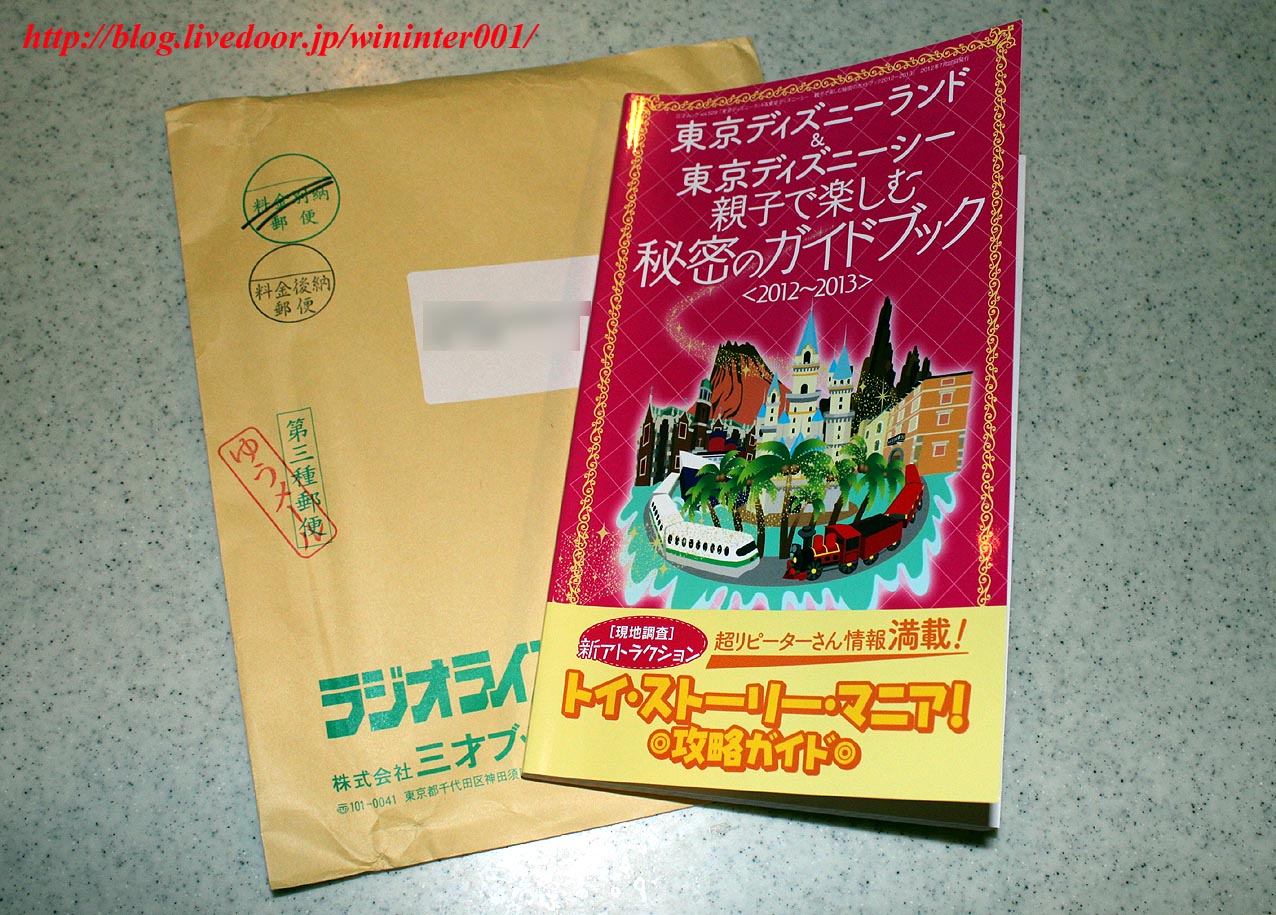 http://blog.livedoor.jp/wininter001/
料金別納
郵便
料金後納
郵便
第三種郵便
ゆうメ
ラジオライ
株式会社 三才ブッ
〒101-0041 東京都千代田区神田須
東京ディズニーランド
&
東京ディズニーシー
親子で楽しむ
秘密のガイドブック
<2012〜2013>
[現地調査]
新アトラクション
超リピーターさん情報満載!
トイ・ストーリー・マニア!
◎攻略ガイド◎